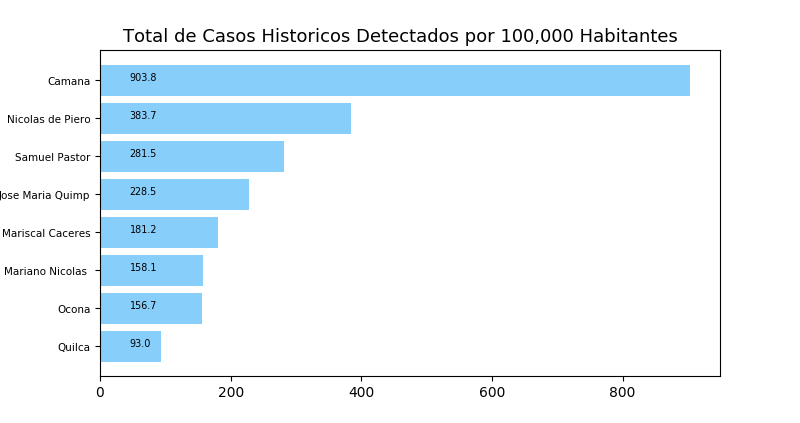 Total de Casos Historicos Detectados por 100,000 Habitantes
Camana 903.8
Nicolas de Piero 383.7
Samuel Pastor 281.5
Jose Maria Quimp 228.5
Mariscal Caceres 181.2
Mariano Nicolas 158.1
Ocona 156.7
Quilca 93.0
0 200 400 600 800